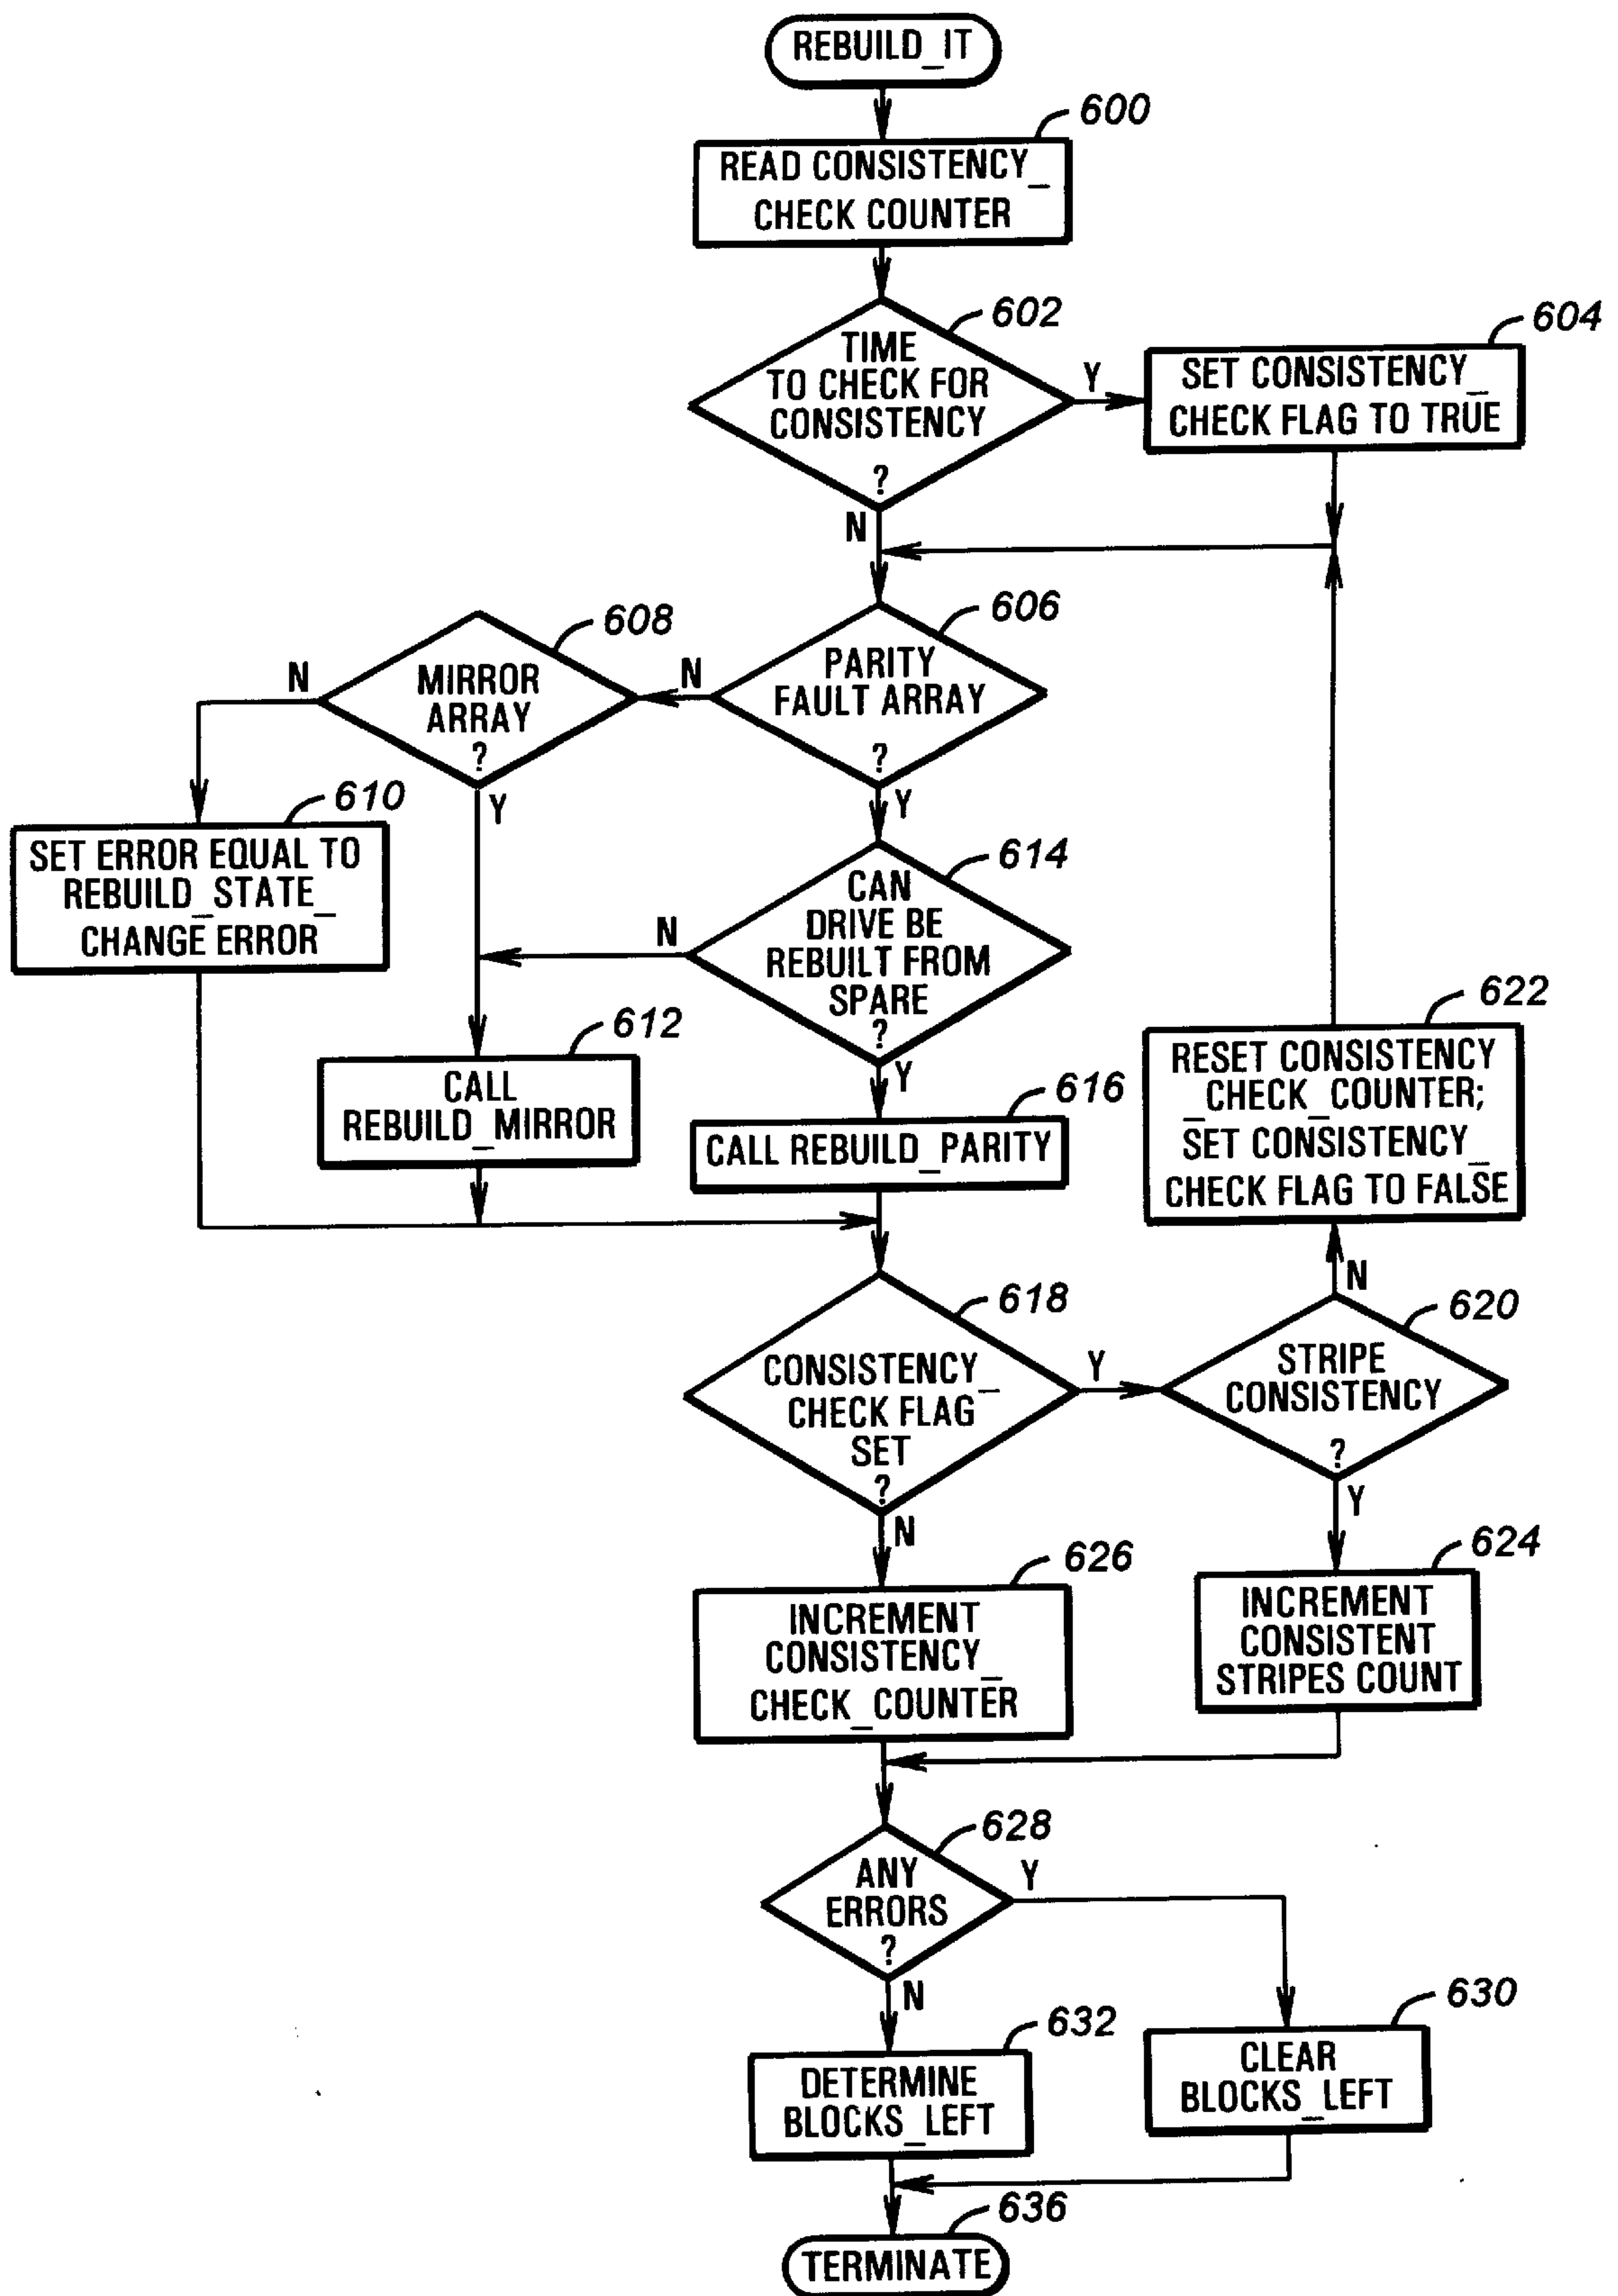 REBUILD_IT
600
READ CONSISTENCY_
CHECK COUNTER
602
TIME
TO CHECK FOR
CONSISTENCY
?
Y
N
604
SET CONSISTENCY_
CHECK FLAG TO TRUE
606
PARITY
FAULT ARRAY
?
N
Y
608
MIRROR
ARRAY
?
N
Y
610
SET ERROR EQUAL TO
REBUILD_STATE_
CHANGE ERROR
614
CAN
DRIVE BE
REBUILT FROM
SPARE
?
N
Y
612
CALL
REBUILD_MIRROR
616
CALL REBUILD_PARITY
622
RESET CONSISTENCY
_CHECK_COUNTER;
SET CONSISTENCY_
CHECK FLAG TO FALSE
618
CONSISTENCY_
CHECK FLAG
SET
?
Y
N
620
STRIPE
CONSISTENCY
?
N
Y
626
INCREMENT
CONSISTENCY_
CHECK_COUNTER
624
INCREMENT
CONSISTENT
STRIPES COUNT
628
ANY
ERRORS
?
Y
N
632
DETERMINE
BLOCKS_LEFT
630
CLEAR
BLOCKS_LEFT
636
TERMINATE